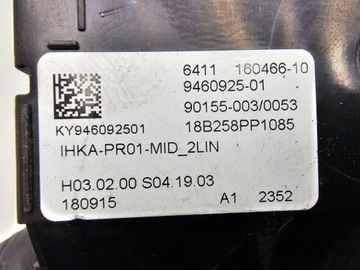 6411 160466-10
9460925-01
90155-003/0053
KY946092501 18B258PP1085
IHKA-PR01-MID_2LIN
H03.02.00 S04.19.03
180915 A1 2352